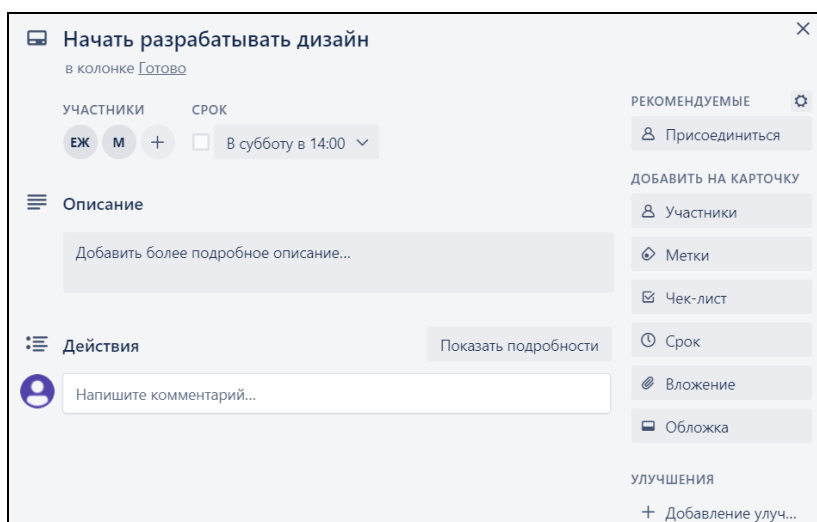 Начать разрабатывать дизайн
в колонке Готово
УЧАСТНИКИ СРОК
ЕЖ М + В субботу в 14:00
Описание
Добавить более подробное описание...
Действия Показать подробности
Напишите комментарий...
РЕКОМЕНДУЕМЫЕ
Присоединиться
ДОБАВИТЬ НА КАРТОЧКУ
Участники
Метки
Чек-лист
Срок
Вложение
Обложка
УЛУЧШЕНИЯ
+ Добавление улуч...